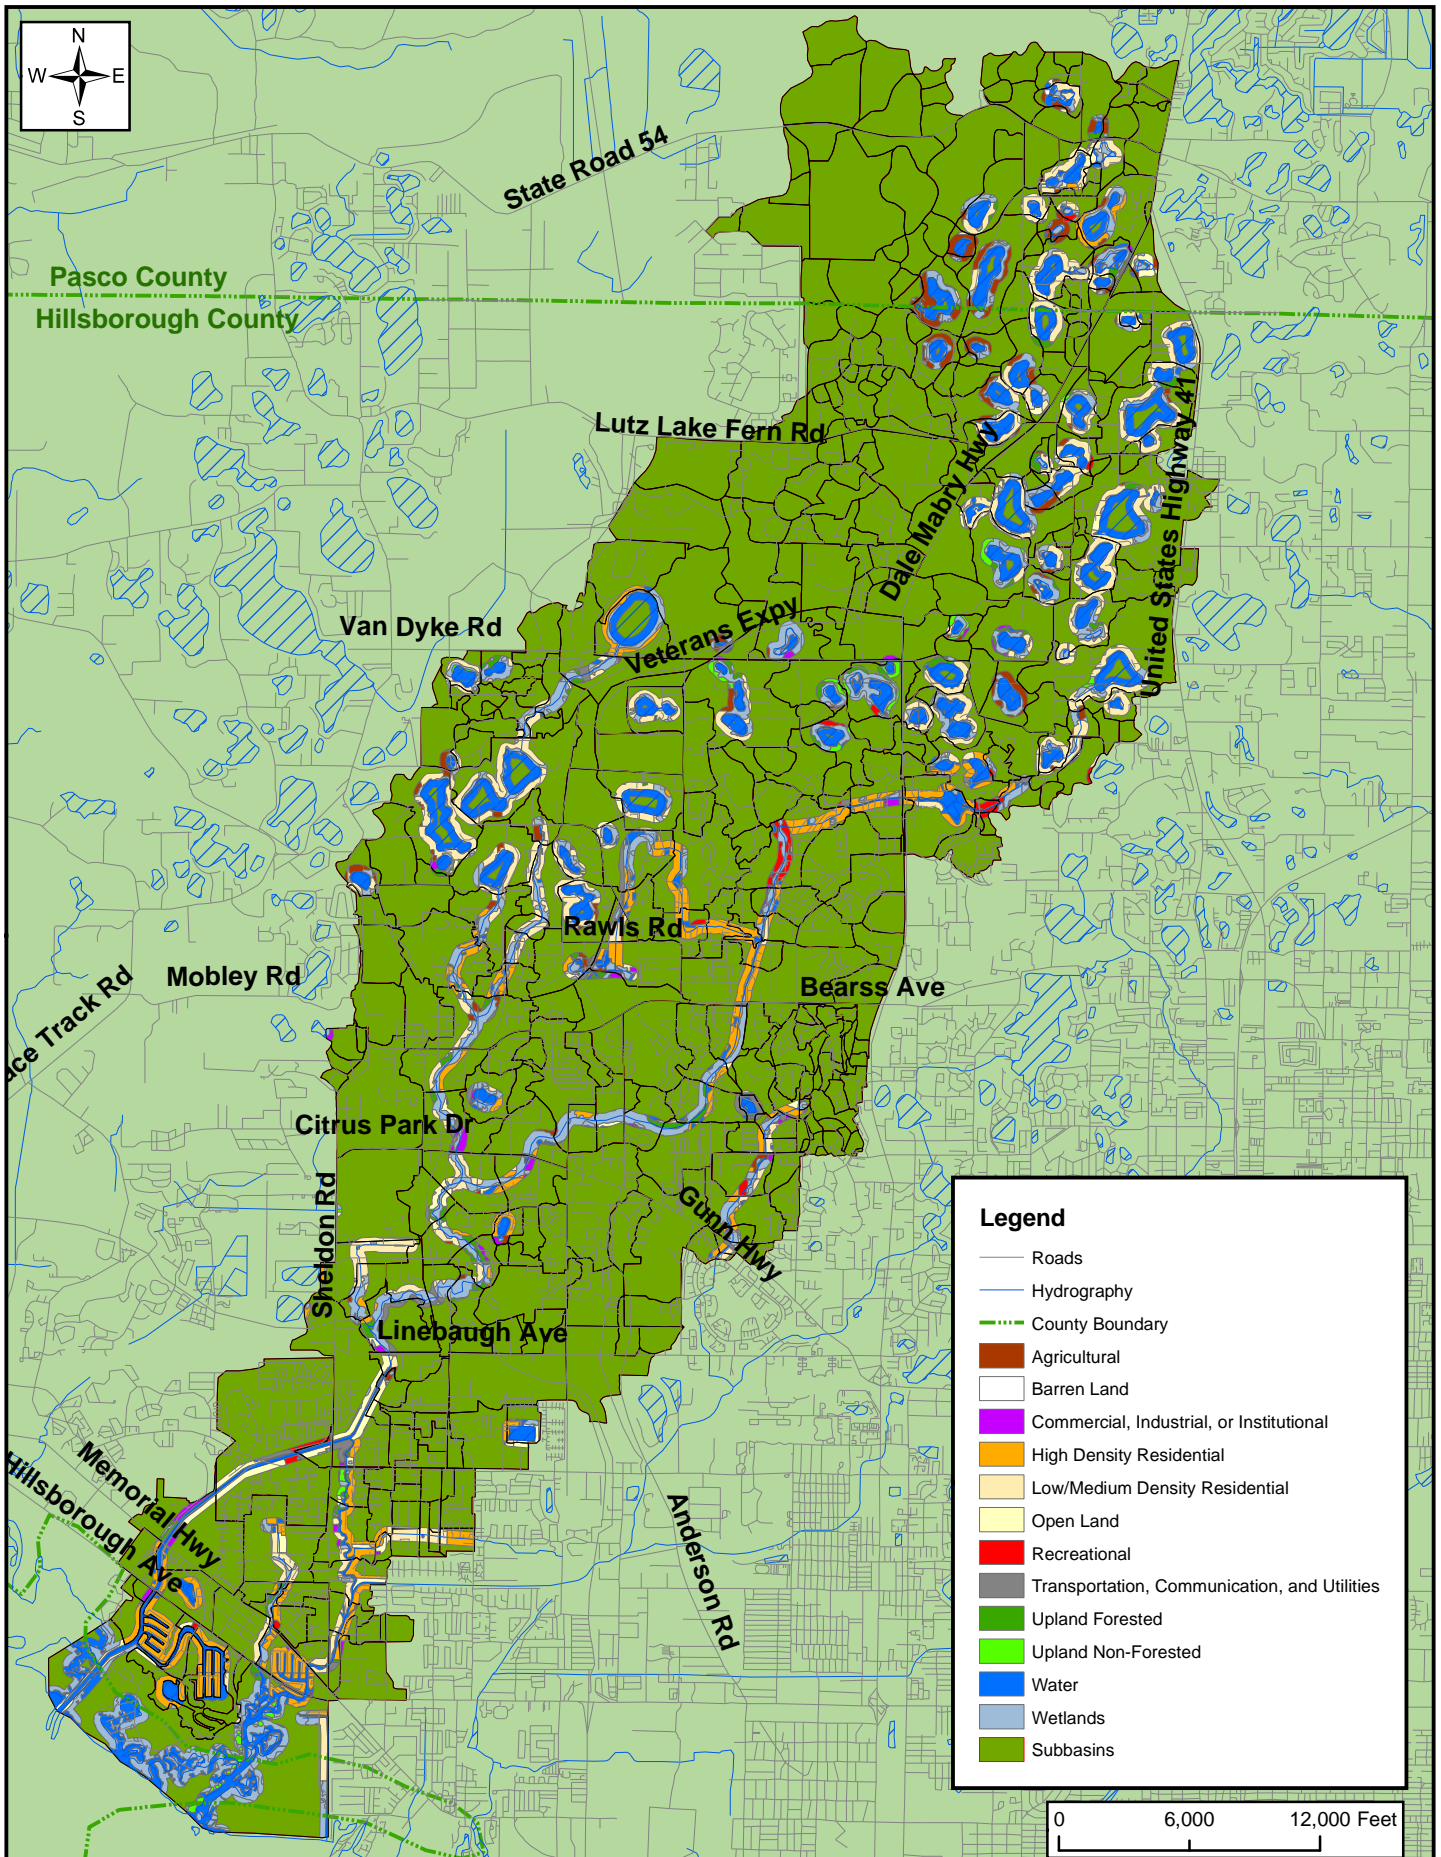 N
W E
S
State Road 54
Pasco County
Hillsborough County
Lutz Lake Fern Rd
Dale Mabry Hwy
United States Highway 41
Van Dyke Rd
Veterans Expy
Rawls Rd
Mobley Rd
Bearss Ave
ace Track Rd
Citrus Park Dr
Sheldon Rd
Gunn Hwy
Linebaugh Ave
Memorial Hwy
Hillsborough Ave
Anderson Rd
Legend
Roads
Hydrography
County Boundary
Agricultural
Barren Land
Commercial, Industrial, or Institutional
High Density Residential
Low/Medium Density Residential
Open Land
Recreational
Transportation, Communication, and Utilities
Upland Forested
Upland Non-Forested
Water
Wetlands
Subbasins
0 6,000 12,000 Feet